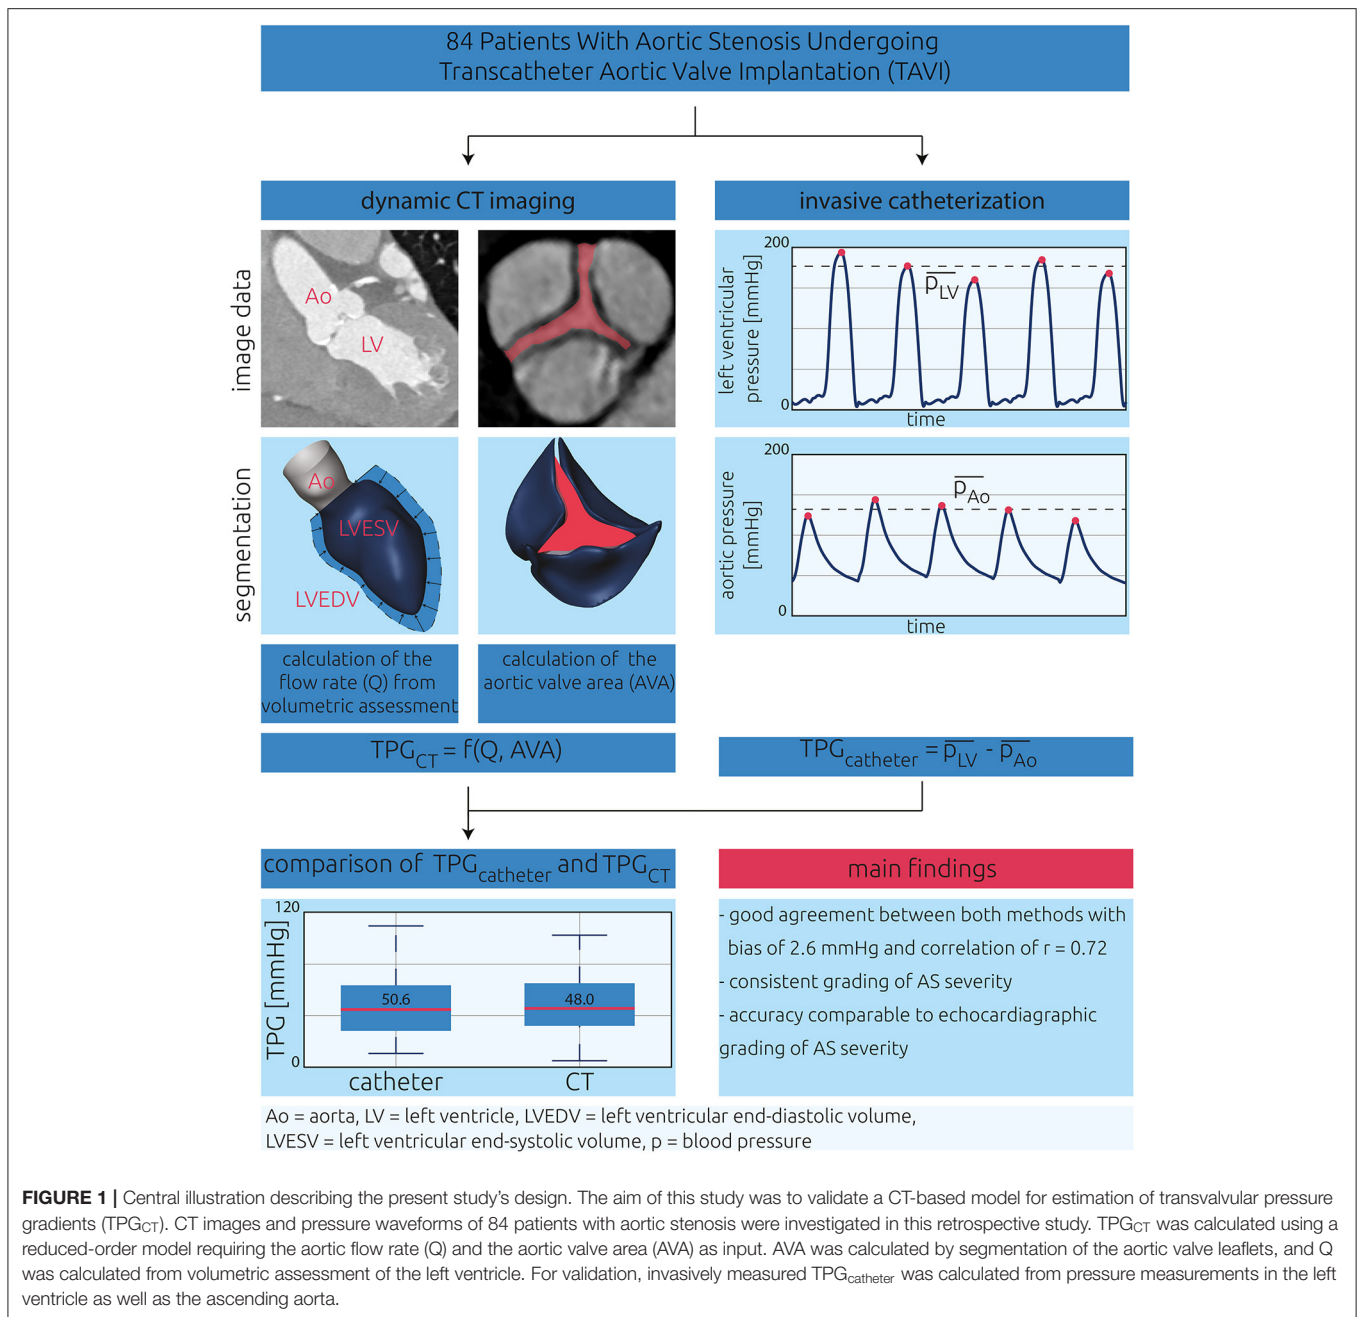 84 Patients With Aortic Stenosis Undergoing
Transcatheter Aortic Valve Implantation (TAVI)
dynamic CT imaging
image data
Ao
LV
segmentation
Ao
LVESV
LVEDV
calculation of the
flow rate (Q) from
volumetric assessment
calculation of the
aortic valve area (AVA)
TPG_CT = f(Q, AVA)
invasive catheterization
left ventricular
pressure [mmHg]
200
p̅_LV
0
time
aortic pressure
[mmHg]
200
p̅_Ao
0
time
TPG_catheter = p̅_LV - p̅_Ao
comparison of TPG_catheter and TPG_CT
TPG [mmHg]
120
50.6
48.0
0
catheter
CT
main findings
- good agreement between both methods with
bias of 2.6 mmHg and correlation of r = 0.72
- consistent grading of AS severity
- accuracy comparable to echocardiagraphic
grading of AS severity
Ao = aorta, LV = left ventricle, LVEDV = left ventricular end-diastolic volume,
LVESV = left ventricular end-systolic volume, p = blood pressure
FIGURE 1 | Central illustration describing the present study's design. The aim of this study was to validate a CT-based model for estimation of transvalvular pressure
gradients (TPG_CT). CT images and pressure waveforms of 84 patients with aortic stenosis were investigated in this retrospective study. TPG_CT was calculated using a
reduced-order model requiring the aortic flow rate (Q) and the aortic valve area (AVA) as input. AVA was calculated by segmentation of the aortic valve leaflets, and Q
was calculated from volumetric assessment of the left ventricle. For validation, invasively measured TPG_catheter was calculated from pressure measurements in the left
ventricle as well as the ascending aorta.